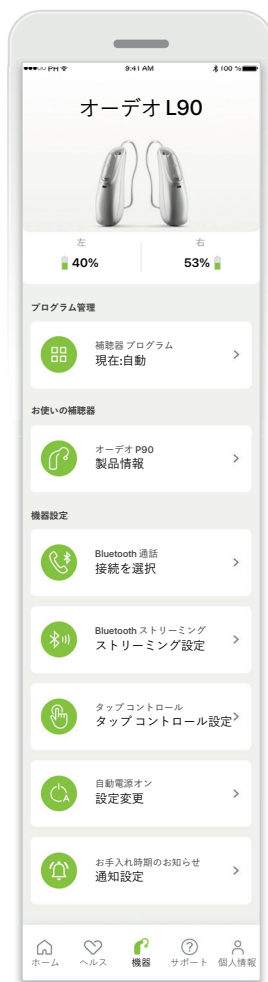 PH 9:41 AM 100 %
オーデオ L90
左 右
40% 53%
プログラム管理
補聴器 プログラム
現在:自動
お使いの補聴器
オーデオ P90
製品情報
機器設定
Bluetooth 通話
接続を選択
Bluetooth ストリーミング
ストリーミング設定
タップ コントロール
タップ コントロール設定
自動電源オン
設定変更
お手入れ時期のお知らせ
通知設定
ホーム ヘルス 機器 サポート 個人情報